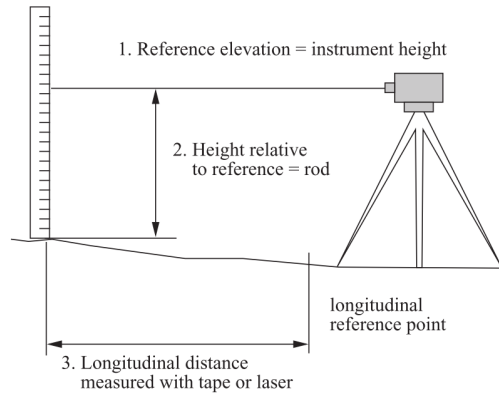 1. Reference elevation = instrument height
2. Height relative
to reference = rod
longitudinal
reference point
3. Longitudinal distance
measured with tape or laser